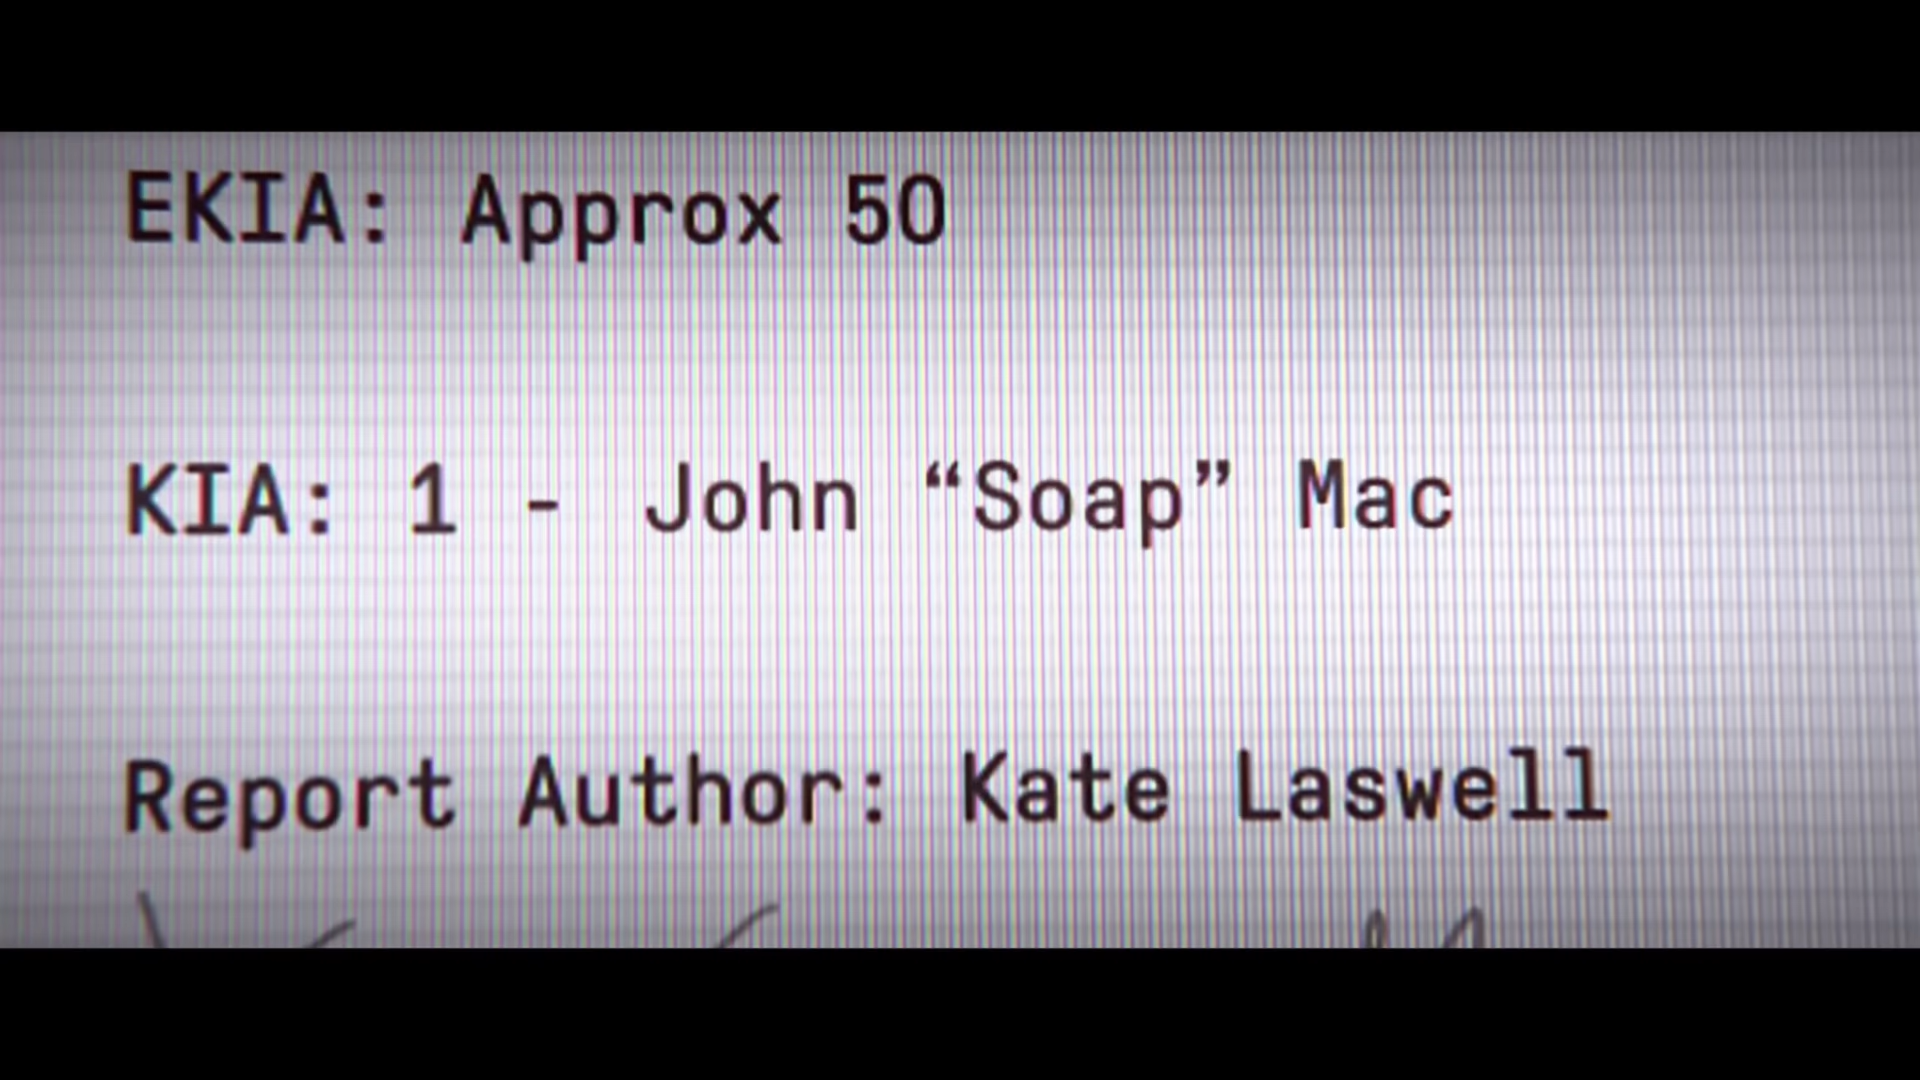 EKIA: Approx 50
KIA: 1 - John “Soap” Mac
Report Author: Kate Laswell